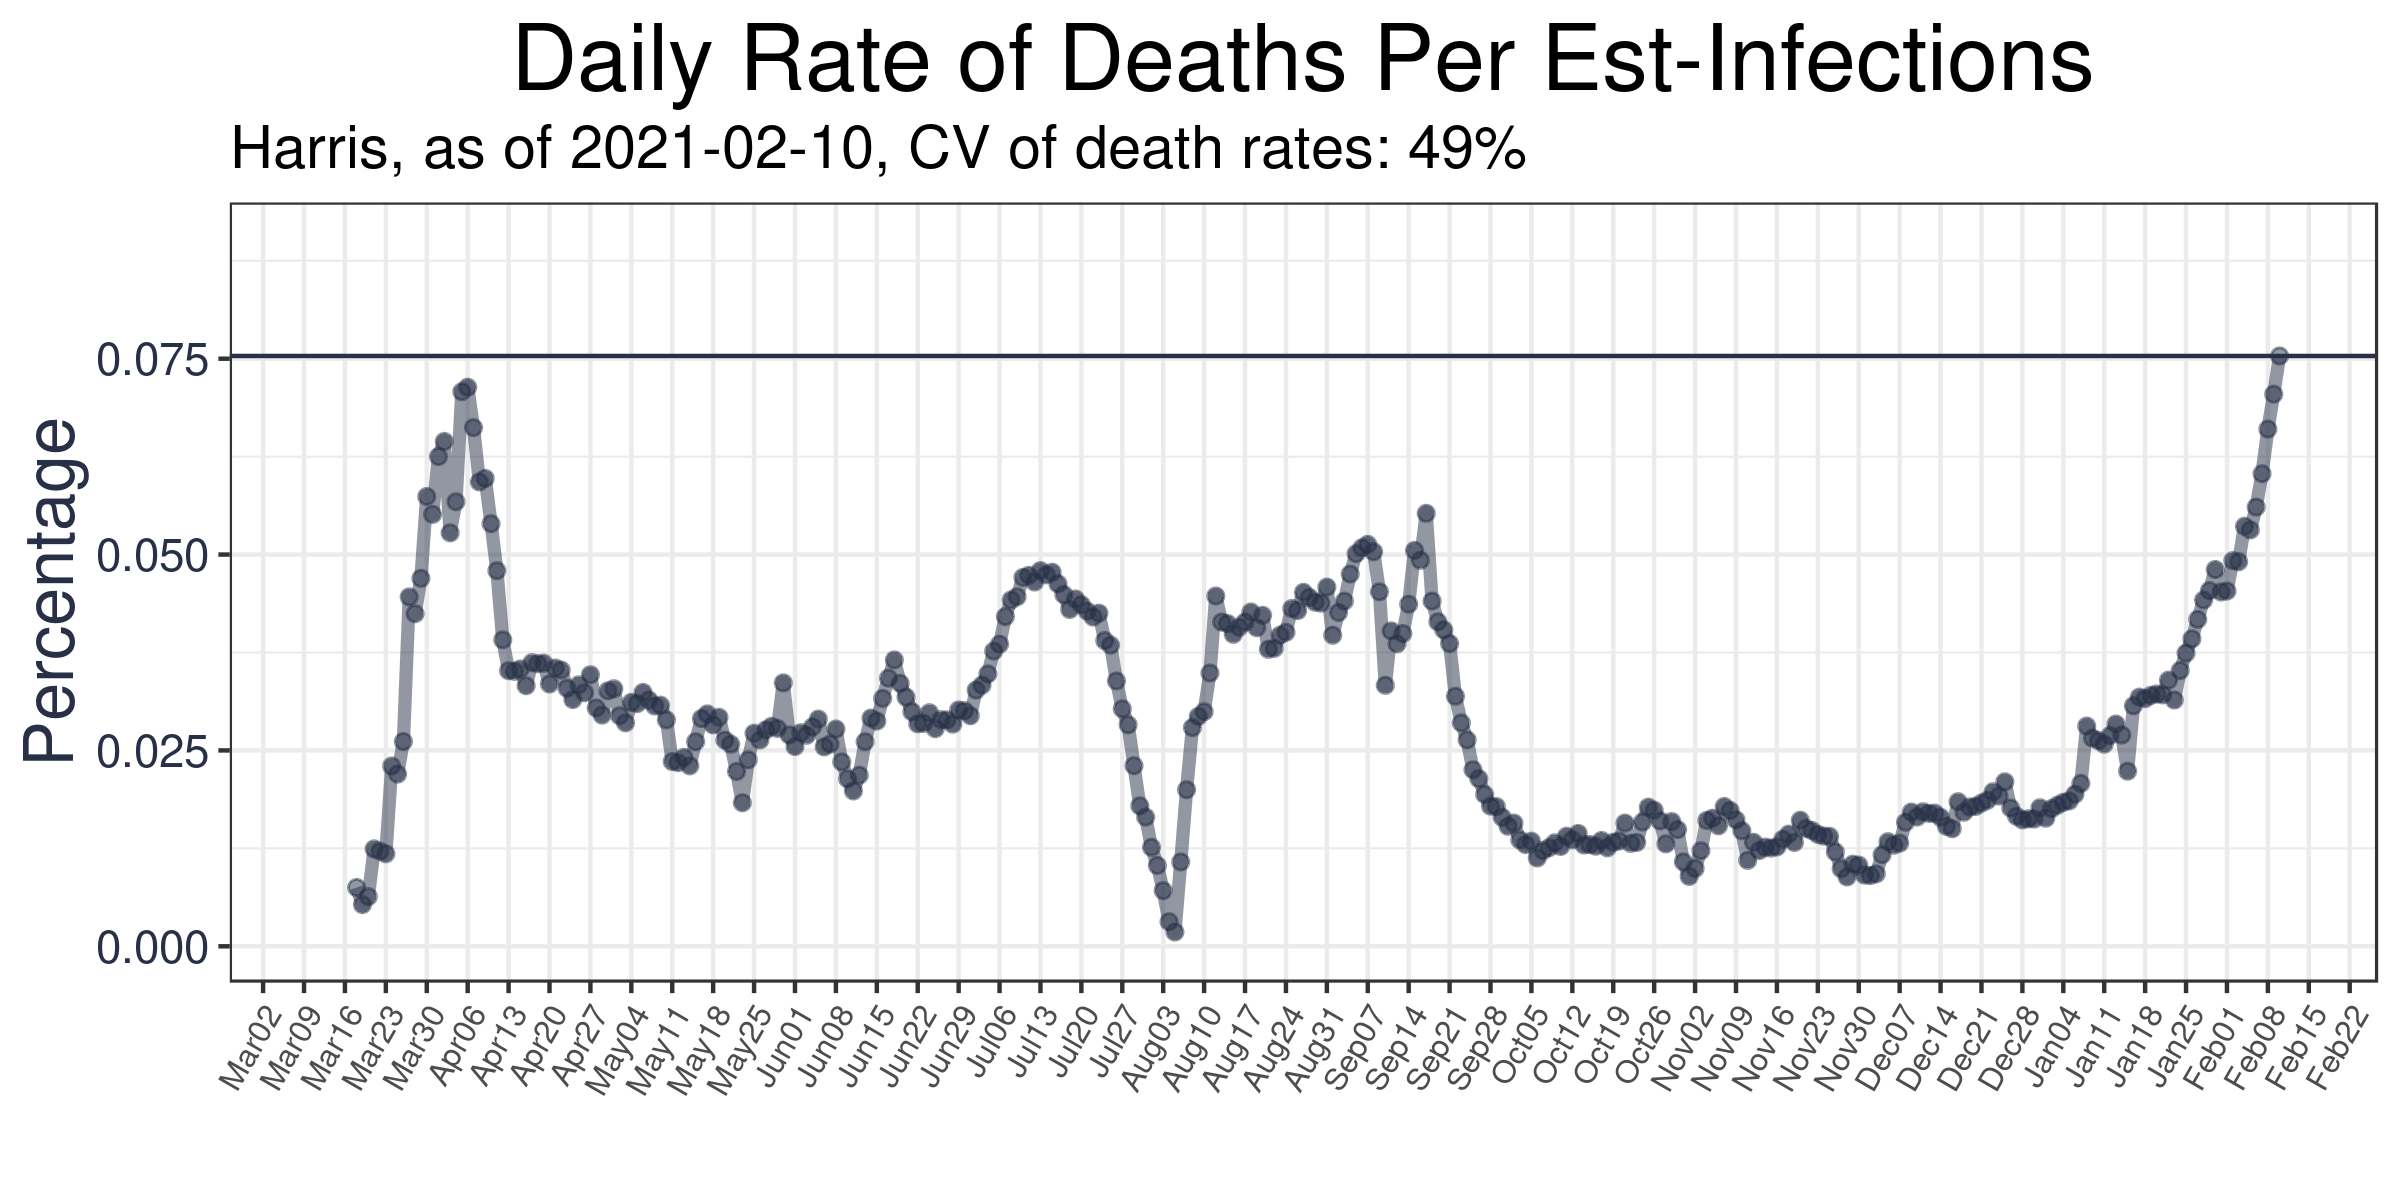 Daily Rate of Deaths Per Est-Infections
Harris, as of 2021-02-10, CV of death rates: 49%
Percentage
0.075
0.050
0.025
0.000
Mar02
Mar09
Mar16
Mar23
Mar30
Apr06
Apr13
Apr20
Apr27
May04
May11
May18
May25
Jun01
Jun08
Jun15
Jun22
Jun29
Jul06
Jul13
Jul20
Jul27
Aug03
Aug10
Aug17
Aug24
Aug31
Sep07
Sep14
Sep21
Sep28
Oct05
Oct12
Oct19
Oct26
Nov02
Nov09
Nov16
Nov23
Nov30
Dec07
Dec14
Dec21
Dec28
Jan04
Jan11
Jan18
Jan25
Feb01
Feb08
Feb15
Feb22